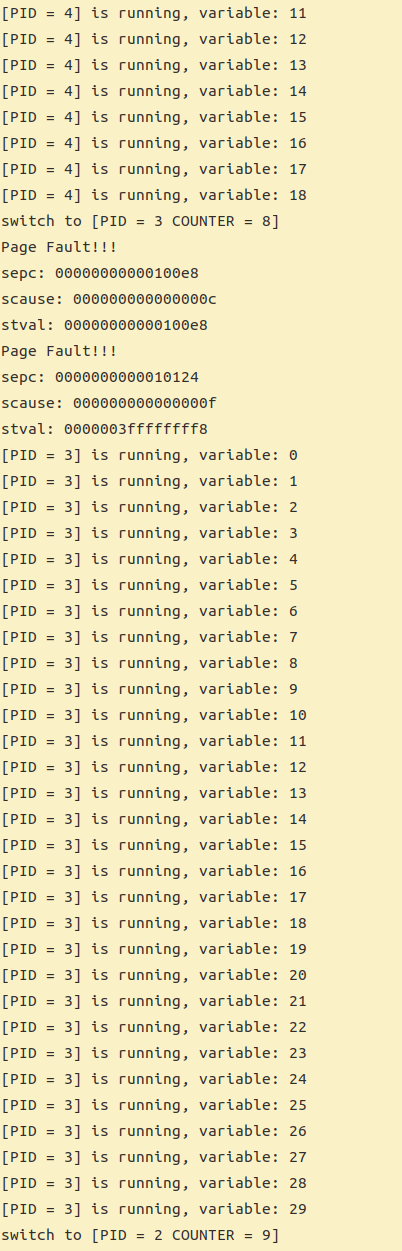 [PID = 4] is running, variable: 11
[PID = 4] is running, variable: 12
[PID = 4] is running, variable: 13
[PID = 4] is running, variable: 14
[PID = 4] is running, variable: 15
[PID = 4] is running, variable: 16
[PID = 4] is running, variable: 17
[PID = 4] is running, variable: 18
switch to [PID = 3 COUNTER = 8]
Page Fault!!!
sepc: 00000000000100e8
scause: 000000000000000c
stval: 00000000000100e8
Page Fault!!!
sepc: 0000000000010124
scause: 000000000000000f
stval: 0000003ffffffff8
[PID = 3] is running, variable: 0
[PID = 3] is running, variable: 1
[PID = 3] is running, variable: 2
[PID = 3] is running, variable: 3
[PID = 3] is running, variable: 4
[PID = 3] is running, variable: 5
[PID = 3] is running, variable: 6
[PID = 3] is running, variable: 7
[PID = 3] is running, variable: 8
[PID = 3] is running, variable: 9
[PID = 3] is running, variable: 10
[PID = 3] is running, variable: 11
[PID = 3] is running, variable: 12
[PID = 3] is running, variable: 13
[PID = 3] is running, variable: 14
[PID = 3] is running, variable: 15
[PID = 3] is running, variable: 16
[PID = 3] is running, variable: 17
[PID = 3] is running, variable: 18
[PID = 3] is running, variable: 19
[PID = 3] is running, variable: 20
[PID = 3] is running, variable: 21
[PID = 3] is running, variable: 22
[PID = 3] is running, variable: 23
[PID = 3] is running, variable: 24
[PID = 3] is running, variable: 25
[PID = 3] is running, variable: 26
[PID = 3] is running, variable: 27
[PID = 3] is running, variable: 28
[PID = 3] is running, variable: 29
switch to [PID = 2 COUNTER = 9]